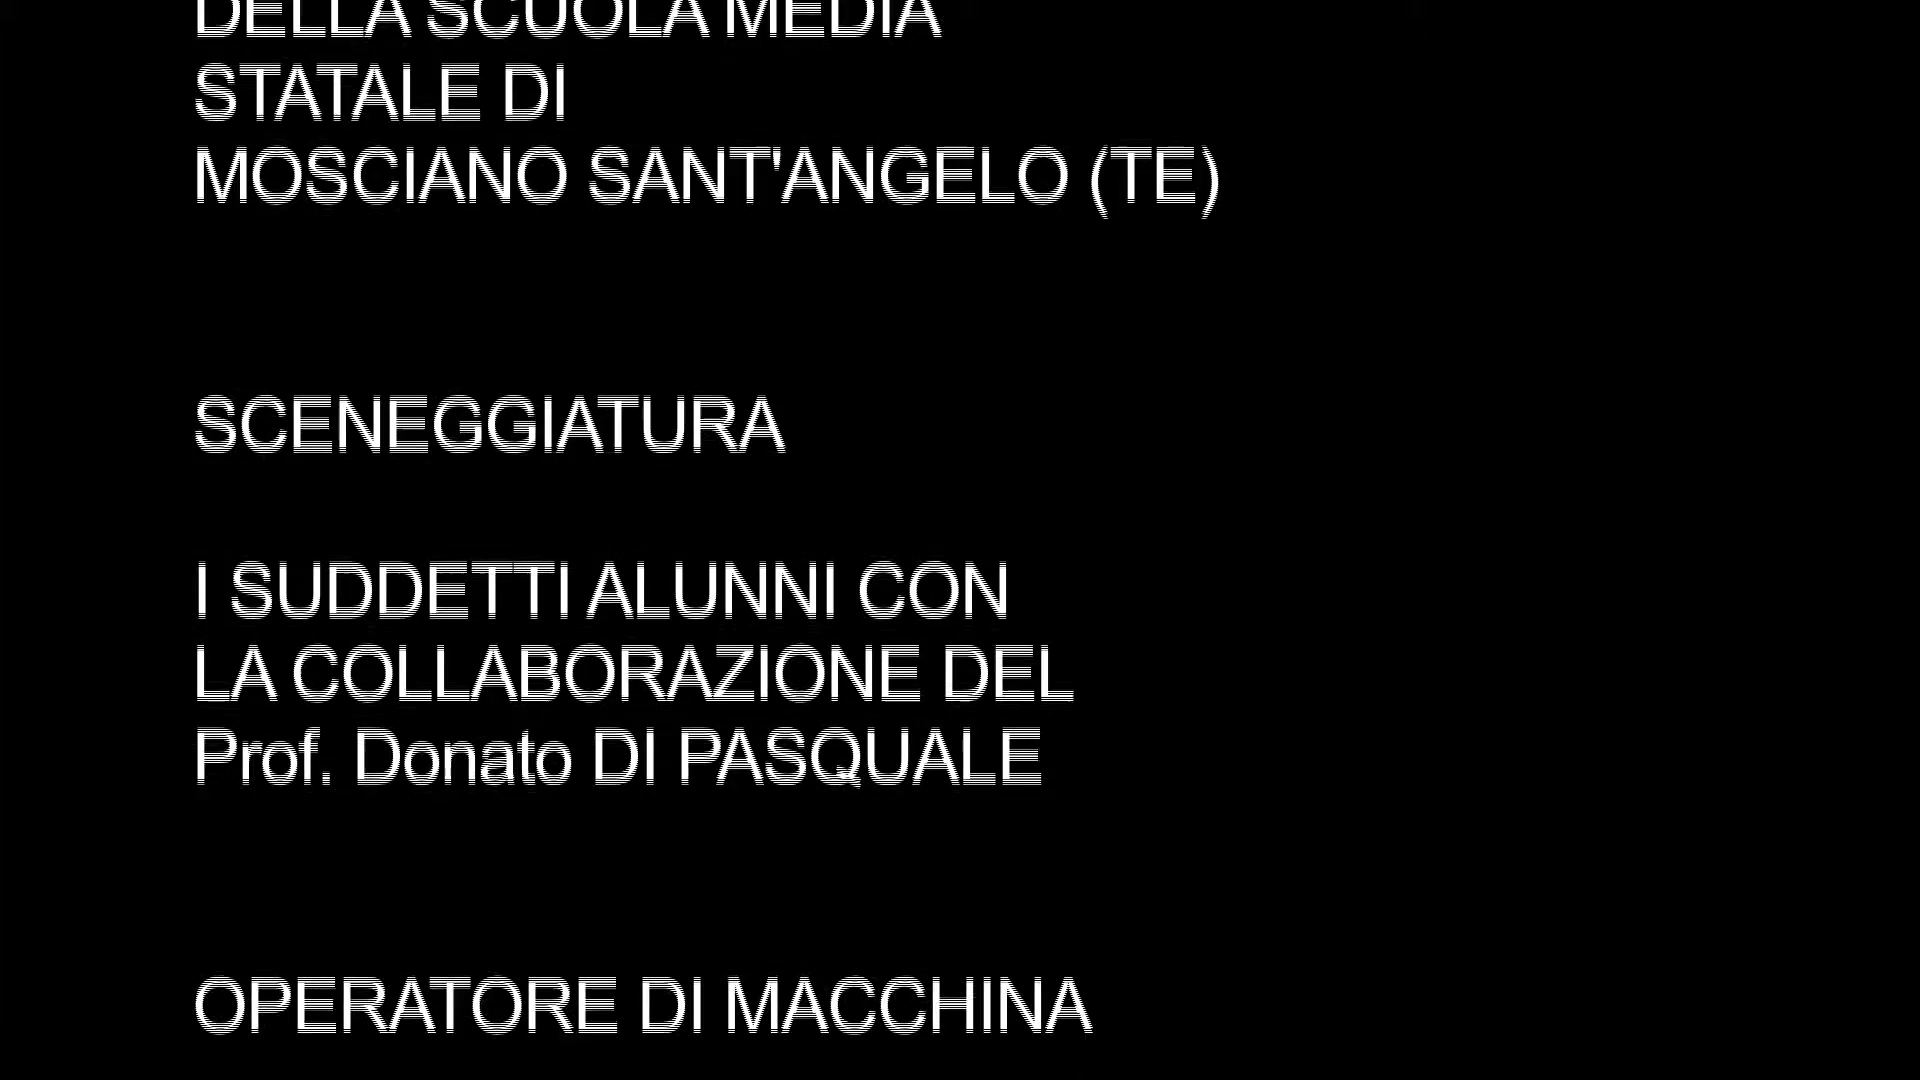 DELLA SCUOLA MEDIA
STATALE DI
MOSCIANO SANT'ANGELO (TE)
SCENEGGIATURA
I SUDDETTI ALUNNI CON
LA COLLABORAZIONE DEL
Prof. Donato DI PASQUALE
OPERATORE DI MACCHINA